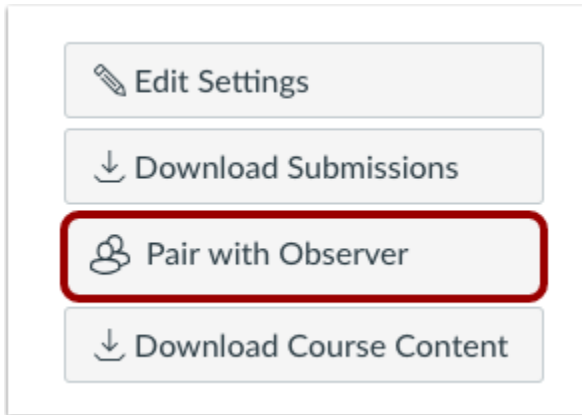 Edit Settings
Download Submissions
Pair with Observer
Download Course Content